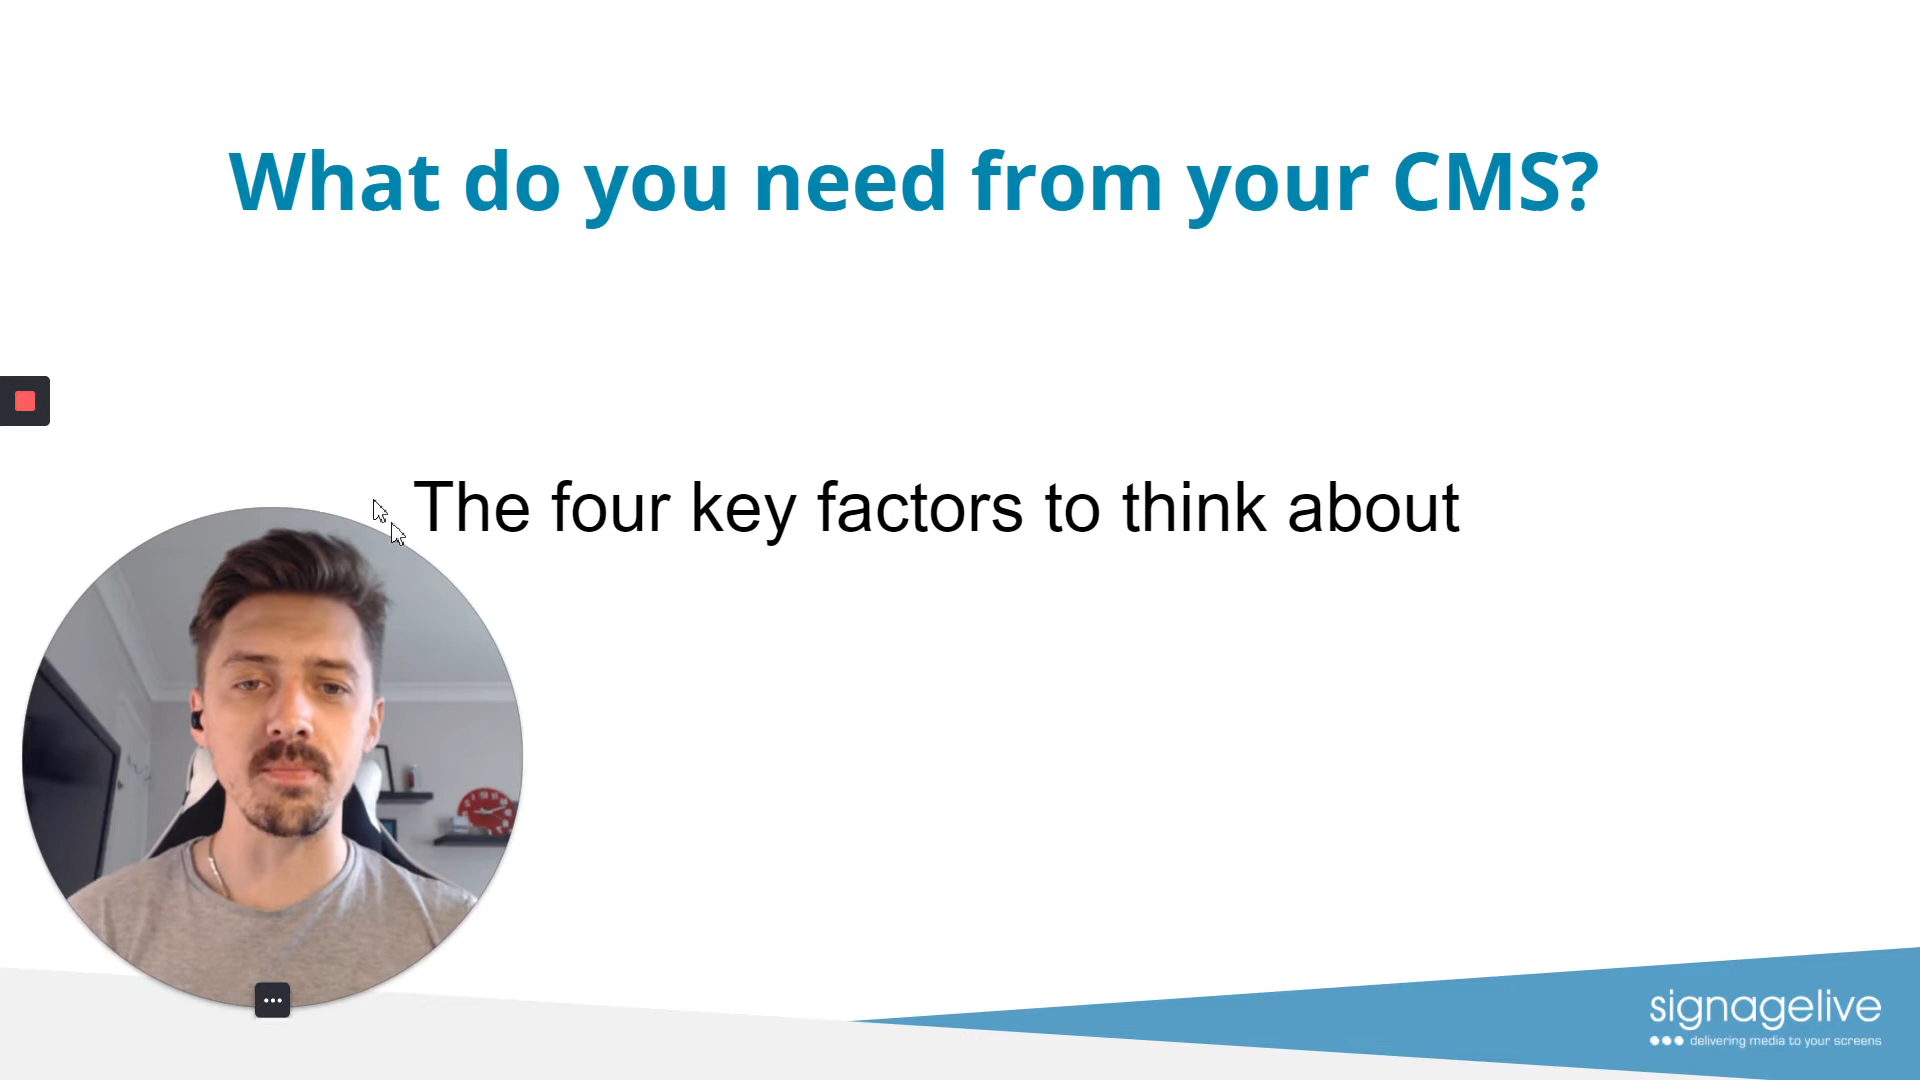 What do you need from your CMS?
The four key factors to think about
signagelive
delivering media to your screens